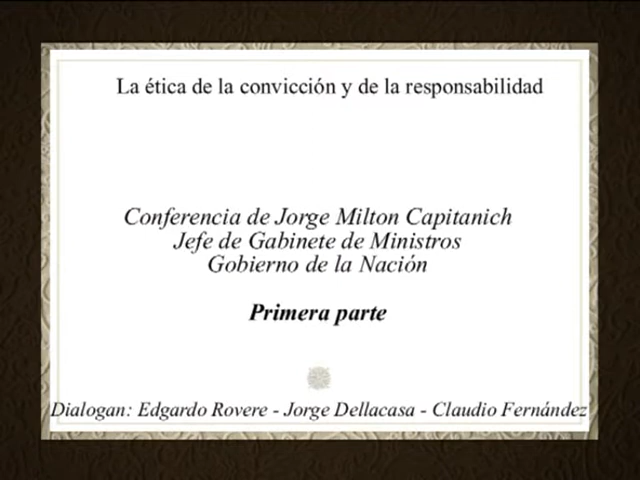 La ética de la convicción y de la responsabilidad
Conferencia de Jorge Milton Capitanich
Jefe de Gabinete de Ministros
Gobierno de la Nación
Primera parte
Dialogan: Edgardo Rovere - Jorge Dellacasa - Claudio Fernández